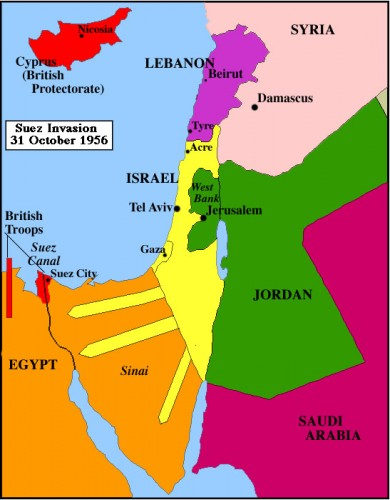 Nicosia
SYRIA
Cyprus
(British
Protectorate)
LEBANON
Beirut
Damascus
Suez Invasion
31 October 1956
Tyre
Acre
ISRAEL
West
Bank
Tel Aviv
Jerusalem
British
Troops
Suez
Canal
Gaza
Suez City
JORDAN
EGYPT
Sinai
SAUDI
ARABIA